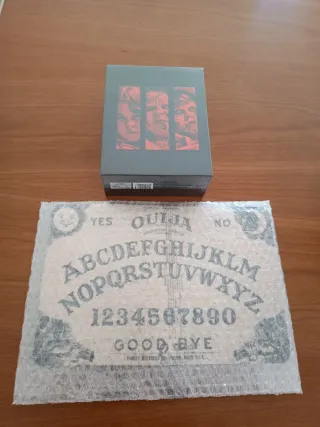 OUIJA
YES NO
ABCDEFGHIJKLM
NOPQRSTUVWXYZ
1234567890
GOOD BYE